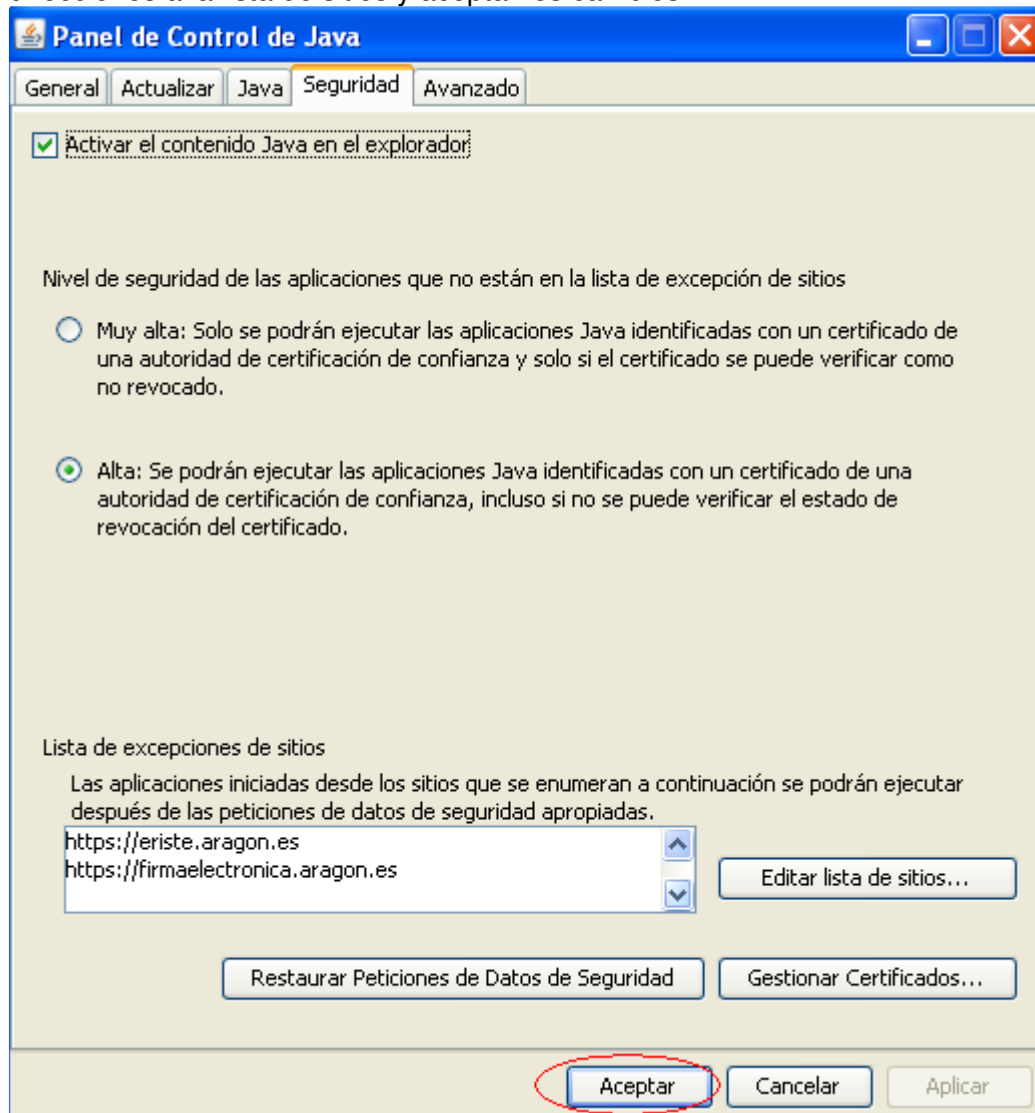 Panel de Control de Java
General Actualizar Java Seguridad Avanzado
Activar el contenido Java en el explorador
Nivel de seguridad de las aplicaciones que no están en la lista de excepción de sitios
Muy alta: Solo se podrán ejecutar las aplicaciones Java identificadas con un certificado de
una autoridad de certificación de confianza y solo si el certificado se puede verificar como
no revocado.
Alta: Se podrán ejecutar las aplicaciones Java identificadas con un certificado de una
autoridad de certificación de confianza, incluso si no se puede verificar el estado de
revocación del certificado.
Lista de excepciones de sitios
Las aplicaciones iniciadas desde los sitios que se enumeran a continuación se podrán ejecutar
después de las peticiones de datos de seguridad apropiadas.
https://eriste.aragon.es
https://firmaelectronica.aragon.es
Editar lista de sitios...
Restaurar Peticiones de Datos de Seguridad Gestionar Certificados...
Aceptar Cancelar Aplicar